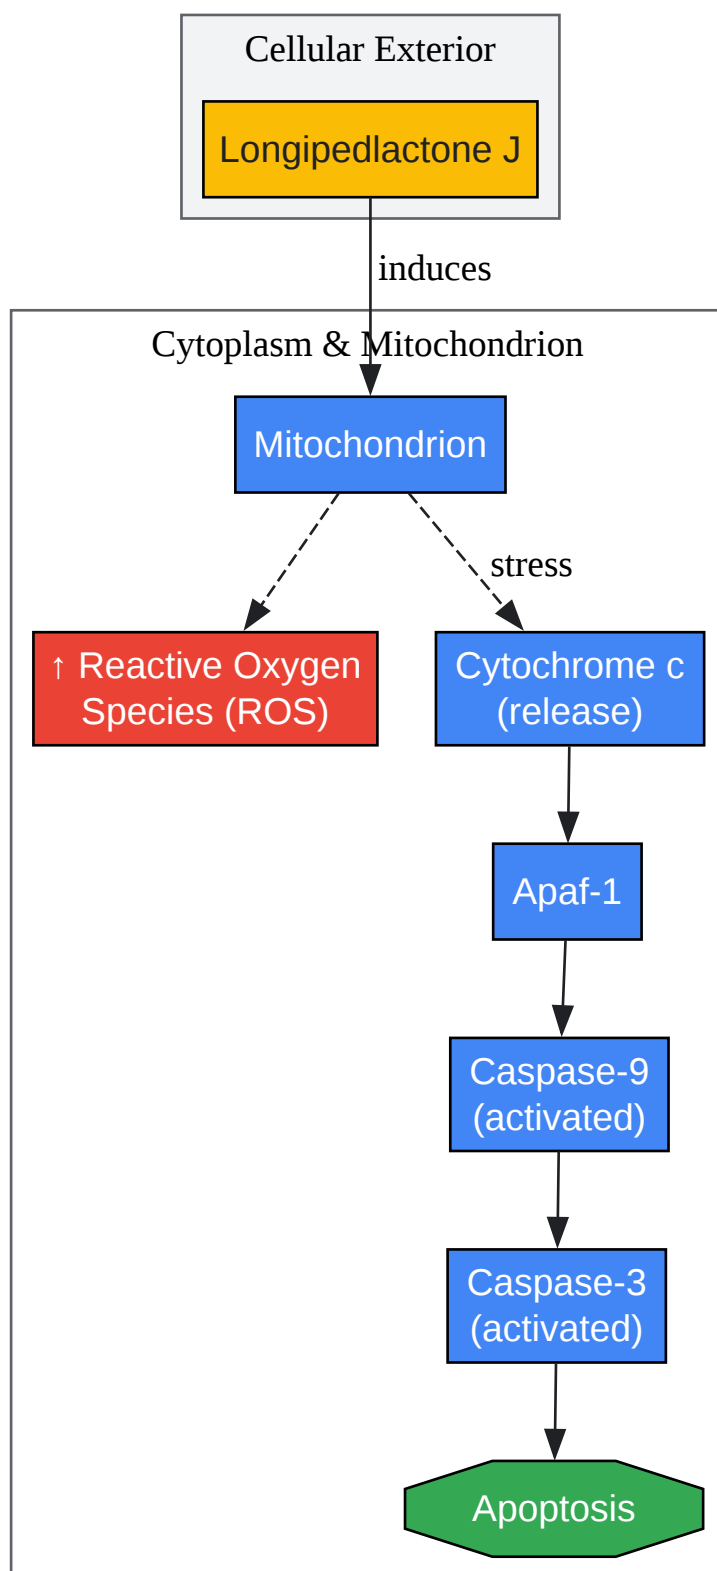 Cellular Exterior
Longipedlactone J
induces
Cytoplasm & Mitochondrion
Mitochondrion
stress
↑ Reactive Oxygen
Species (ROS)
Cytochrome c
(release)
Apaf-1
Caspase-9
(activated)
Caspase-3
(activated)
Apoptosis